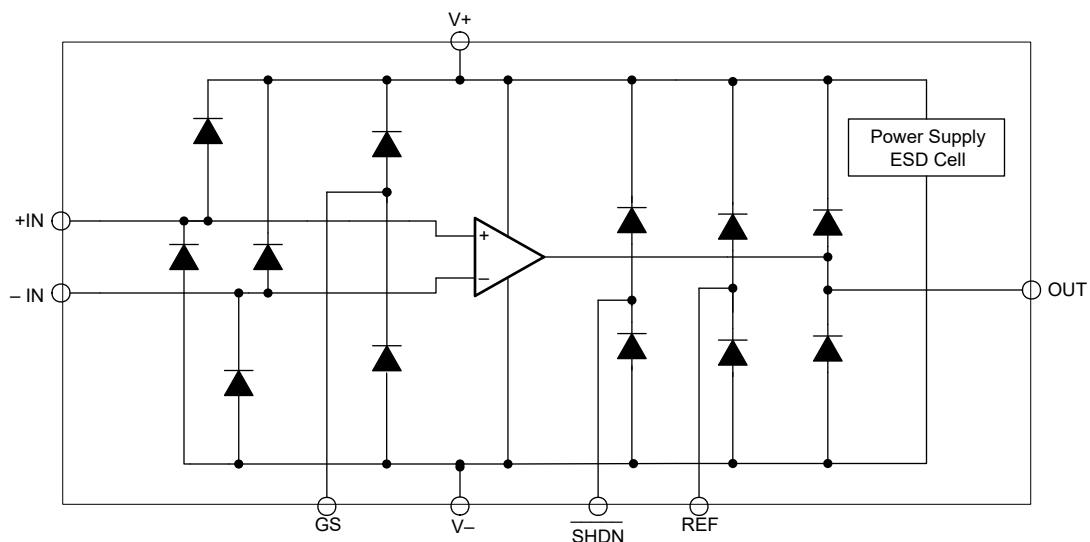 V+
Power Supply
ESD Cell
+IN
+
–
– IN
OUT
GS
V–
SHDN
REF